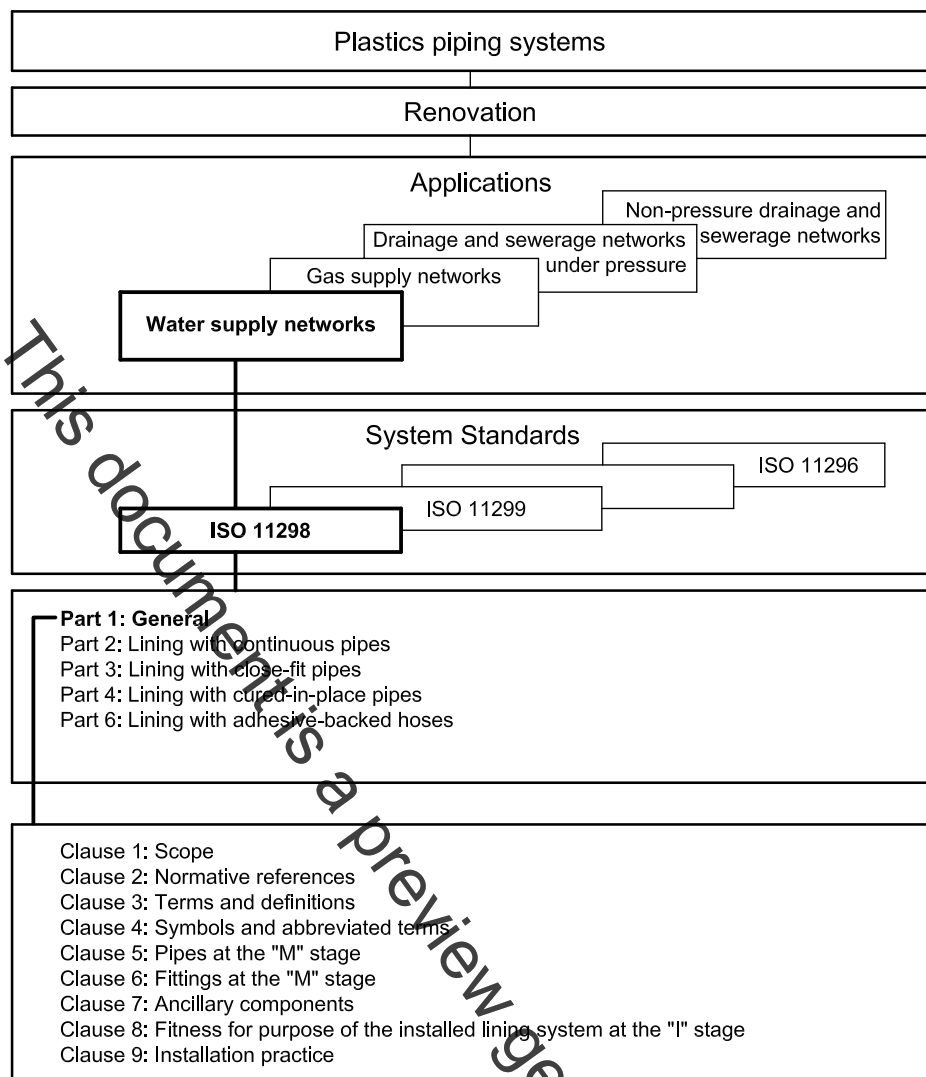 Plastics piping systems
Renovation
Applications
Non-pressure drainage and
sewerage networks
Drainage and sewerage networks
under pressure
Gas supply networks
Water supply networks
System Standards
ISO 11296
ISO 11299
ISO 11298
Part 1: General
Part 2: Lining with continuous pipes
Part 3: Lining with close-fit pipes
Part 4: Lining with cured-in-place pipes
Part 6: Lining with adhesive-backed hoses
Clause 1: Scope
Clause 2: Normative references
Clause 3: Terms and definitions
Clause 4: Symbols and abbreviated terms
Clause 5: Pipes at the "M" stage
Clause 6: Fittings at the "M" stage
Clause 7: Ancillary components
Clause 8: Fitness for purpose of the installed lining system at the "I" stage
Clause 9: Installation practice
This document is a preview ge